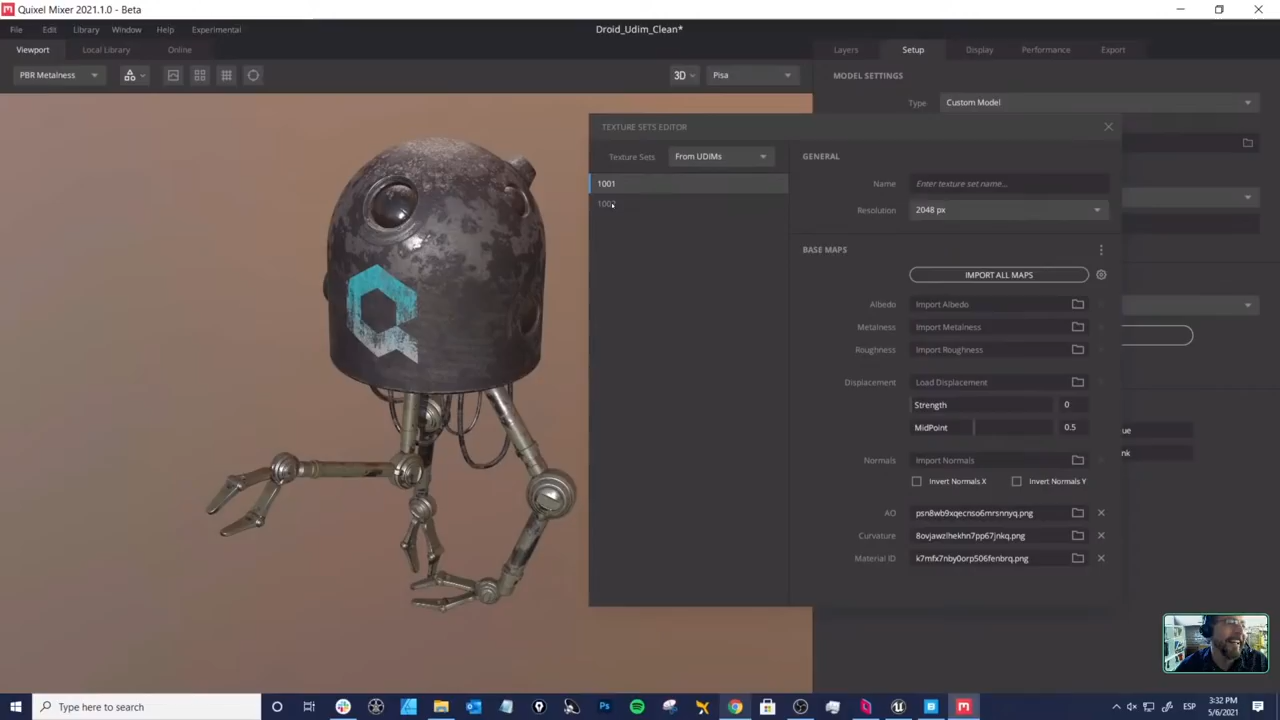 Quixel Mixer 2021.1.0 - Beta
File Edit Library Window Help Experimental
Droid_Udim_Clean*
Viewport Local Library Online
Layers Setup Display Performance Export
PBR Metalness
3D
Pisa
MODEL SETTINGS
Type Custom Model
TEXTURE SETS EDITOR
Texture Sets From UDIMs
1001
1002
GENERAL
Name Enter texture set name...
Resolution 2048 px
BASE MAPS
IMPORT ALL MAPS
Albedo Import Albedo
Metalness Import Metalness
Roughness Import Roughness
Displacement Load Displacement
Strength 0
MidPoint 0.5
ue
nk
Normals Import Normals
Invert Normals X Invert Normals Y
AO psn8wb9xqecnso6mrsnnyq.png
Curvature 8ovjawzlhekhn7pp67jnkq.png
Material ID k7mfx7nby0orp506fenbrq.png
Type here to search
ESP
3:32 PM
5/6/2021